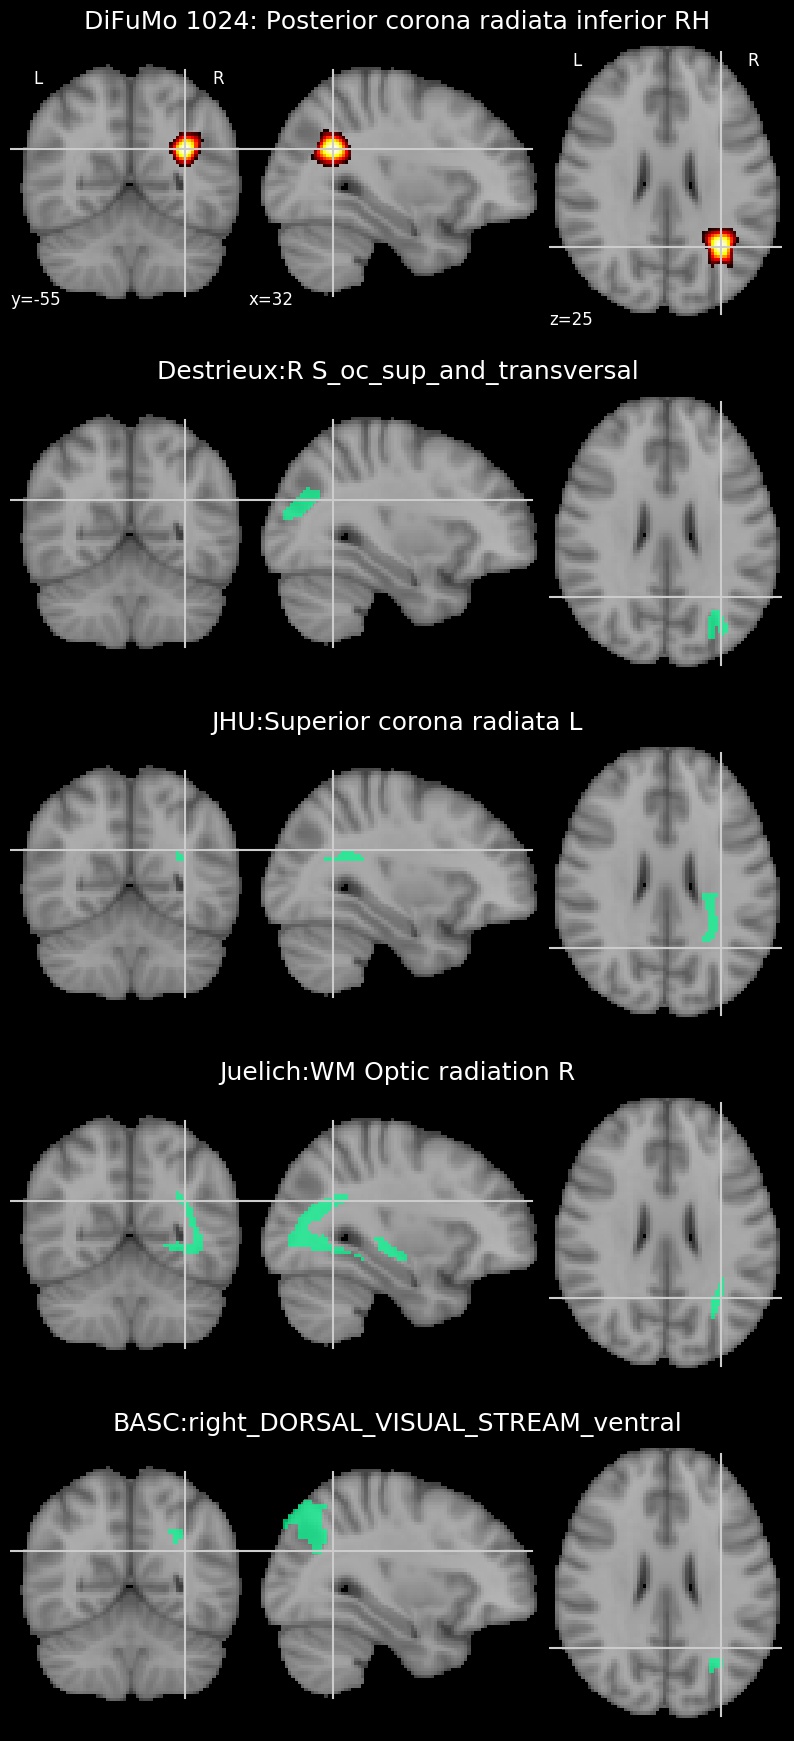 DiFuMo 1024: Posterior corona radiata inferior RH
L R L R
y=-55 x=32 z=25
Destrieux:R S_oc_sup_and_transversal
JHU:Superior corona radiata L
Juelich:WM Optic radiation R
BASC:right_DORSAL_VISUAL_STREAM_ventral